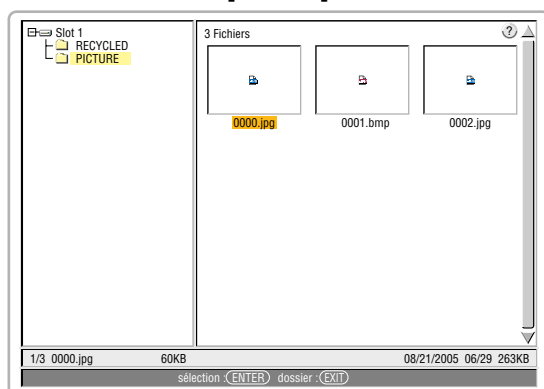 Slot 1
RECYCLED
PICTURE
3 Fichiers
?
0000.jpg 0001.bmp 0002.jpg
1/3 0000.jpg 60KB 08/21/2005 06/29 263KB
sélection :ENTER dossier :EXIT